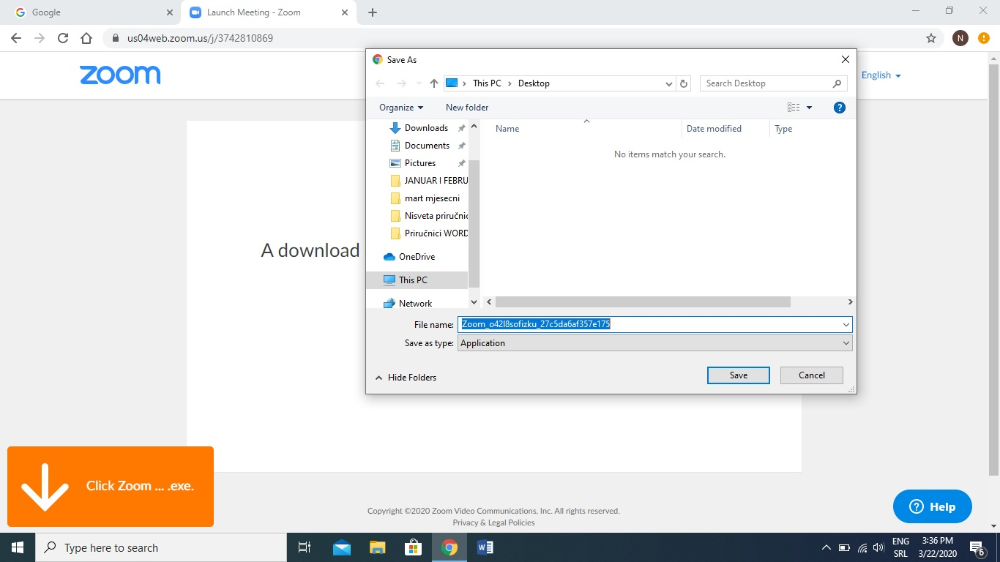 Google
Launch Meeting - Zoom
us04web.zoom.us/j/3742810869
N
zoom
English
Save As
This PC
Desktop
Search Desktop
Organize
New folder
Downloads
Documents
Pictures
JANUAR I FEBRU
mart mjesecni
Nisveta priručnic
Priručnici WORD
OneDrive
This PC
Network
Name
Date modified
Type
No items match your search.
File name:
Zoom_o42l8sofizku_27c5da6af357e175
Save as type:
Application
Hide Folders
Save
Cancel
A download
Click Zoom ... .exe.
Copyright ©2020 Zoom Video Communications, Inc. All rights reserved.
Privacy & Legal Policies
Help
Type here to search
ENG
SRL
3:36 PM
3/22/2020
6